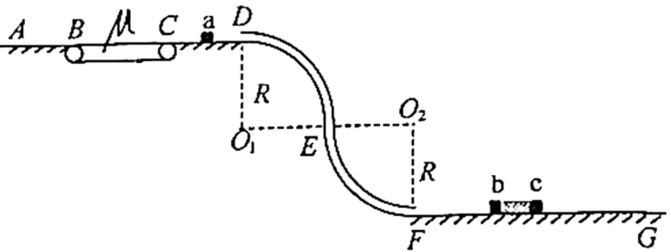 A B μ C a D
R
O₁ E O₂
R
b c
F G